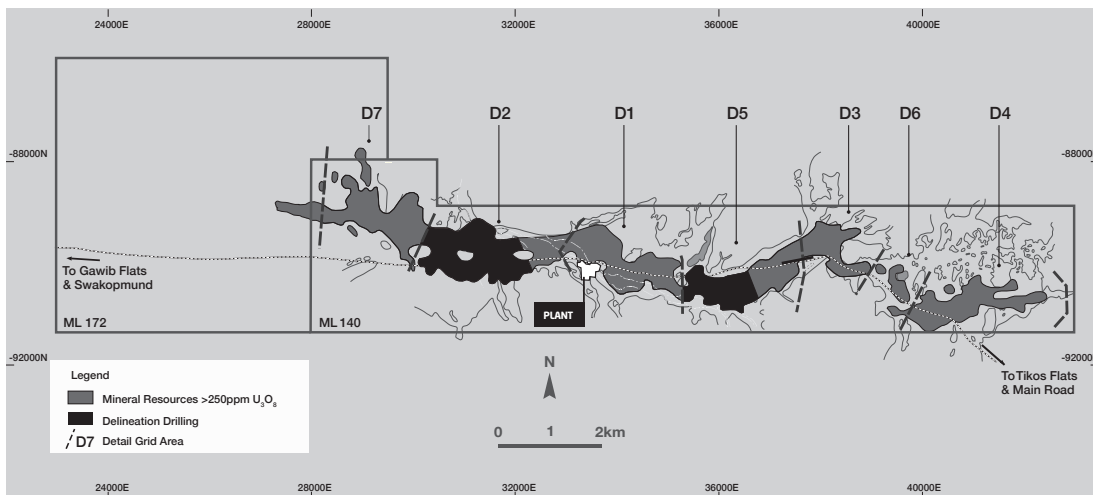 24000E 28000E 32000E 36000E 40000E
D7 D2 D1 D5 D3 D6 D4
-88000N -88000N
To Gawib Flats
& Swakopmund
ML 172 ML 140
PLANT
-92000N -92000N
To Tikos Flats
& Main Road
N
0 1 2km
Legend
Mineral Resources >250ppm U₃O₈
Delineation Drilling
D7 Detail Grid Area
24000E 28000E 32000E 36000E 40000E